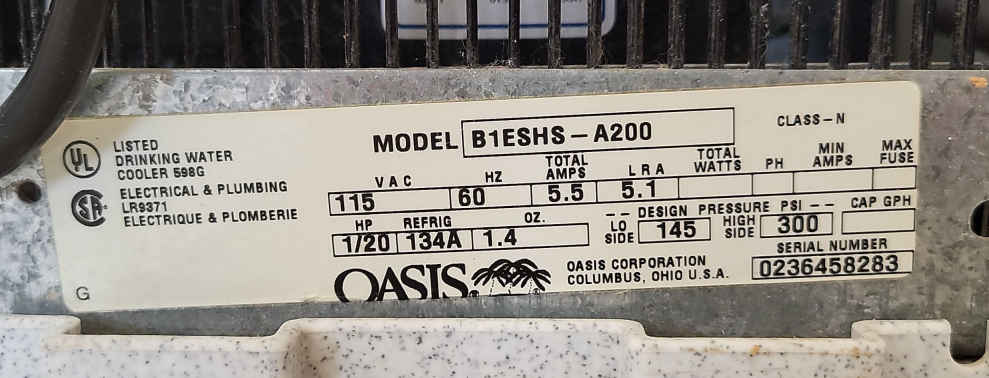 UL
LISTED
DRINKING WATER
COOLER 598G
SA
ELECTRICAL & PLUMBING
LR9371
ELECTRIQUE & PLOMBERIE
G
MODEL B1ESHS-A200
CLASS-N
VAC HZ TOTAL AMPS LRA TOTAL WATTS PH MIN AMPS MAX FUSE
115 60 5.5 5.1
HP REFRIG OZ. -- DESIGN PRESSURE PSI -- CAP GPH
1/20 134A 1.4 LO SIDE 145 HIGH SIDE 300
OASIS
OASIS CORPORATION
COLUMBUS, OHIO U.S.A.
SERIAL NUMBER
0236458283